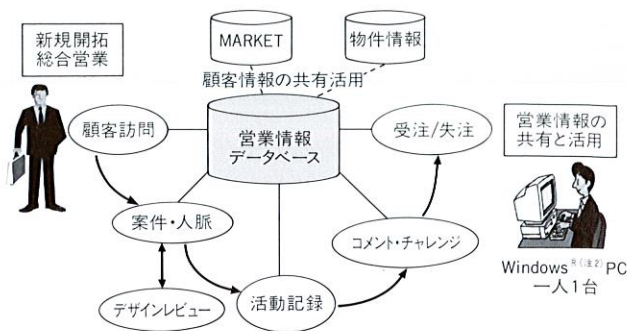 新規開拓
総合営業
MARKET
物件情報
顧客情報の共有活用
顧客訪問
営業情報
データベース
受注/失注
営業情報の
共有と活用
案件・人脈
コメント・チャレンジ
デザインレビュー
活動記録
Windows R(注2) PC
一人1台